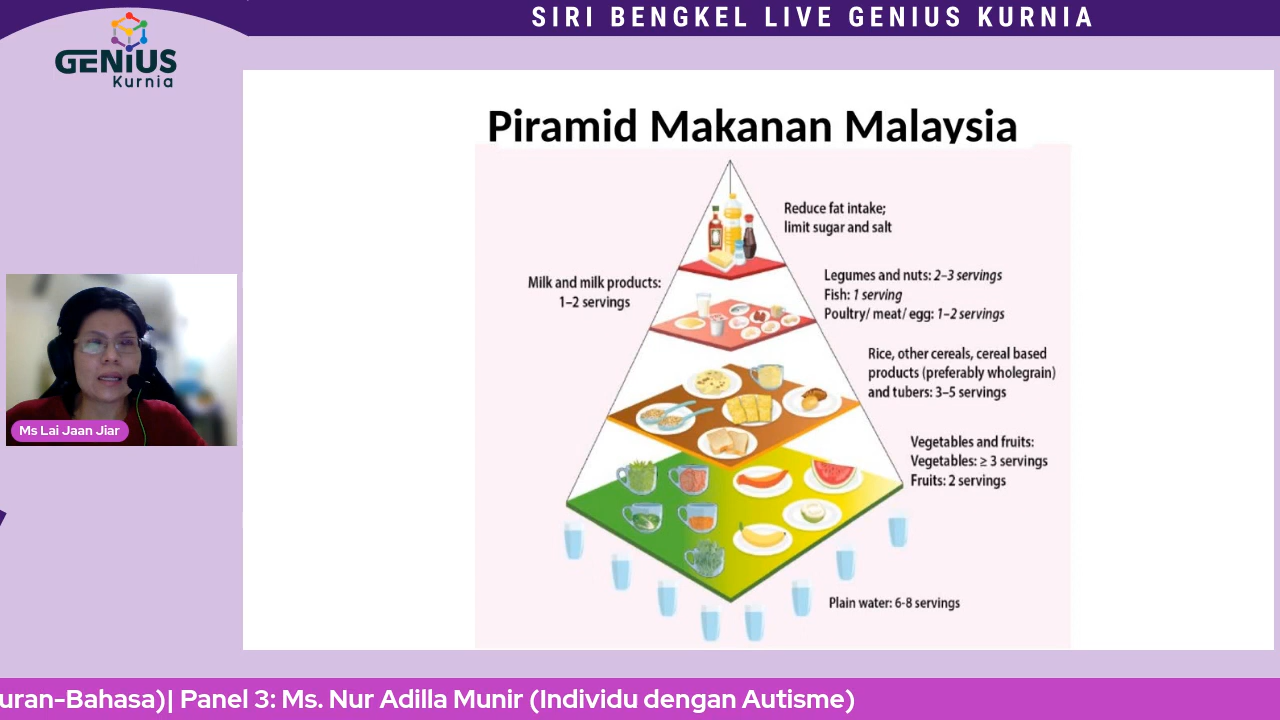 SIRI BENGKEL LIVE GENIUS KURNIA
GENIUS
Kurnia
Piramid Makanan Malaysia
Reduce fat intake;
limit sugar and salt
Milk and milk products:
1–2 servings
Legumes and nuts: 2–3 servings
Fish: 1 serving
Poultry/ meat/ egg: 1–2 servings
Rice, other cereals, cereal based
products (preferably wholegrain)
and tubers: 3–5 servings
Vegetables and fruits:
Vegetables: ≥ 3 servings
Fruits: 2 servings
Plain water: 6-8 servings
Ms Lai Jaan Jiar
uran-Bahasa)| Panel 3: Ms. Nur Adilla Munir (Individu dengan Autisme)